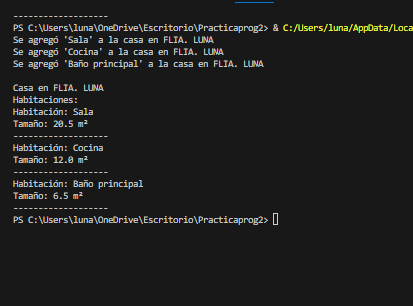 -------------------
PS C:\Users\luna\OneDrive\Escritorio\Practicaprog2> & C:/Users/luna/AppData/Loca
Se agregó 'Sala' a la casa en FLIA. LUNA
Se agregó 'Cocina' a la casa en FLIA. LUNA
Se agregó 'Baño principal' a la casa en FLIA. LUNA

Casa en FLIA. LUNA
Habitaciones:
Habitación: Sala
Tamaño: 20.5 m²
-------------------
Habitación: Cocina
Tamaño: 12.0 m²
-------------------
Habitación: Baño principal
Tamaño: 6.5 m²
-------------------
PS C:\Users\luna\OneDrive\Escritorio\Practicaprog2>